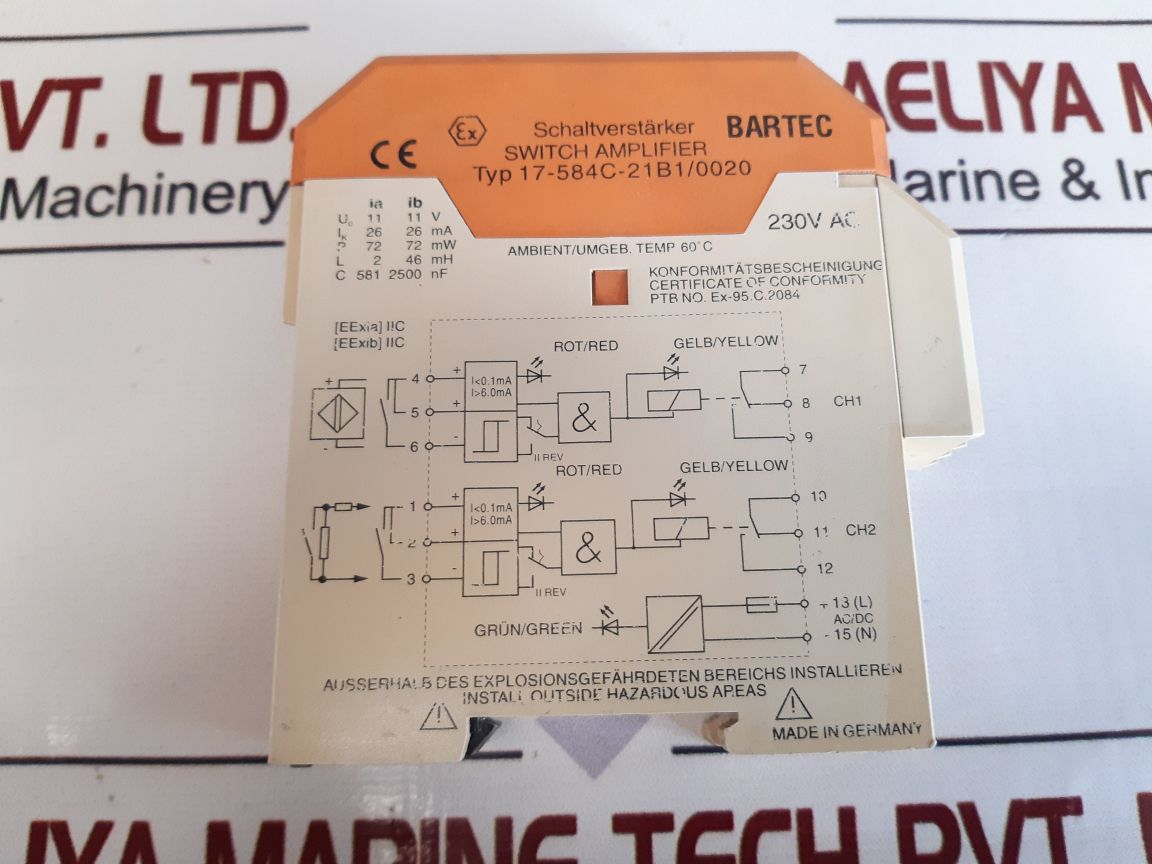 VT. LTD.
AELIYA M
Machinery
Marine & In
CE Ex Schaltverstärker BARTEC
SWITCH AMPLIFIER
Typ 17-584C-21B1/0020
ia ib
U₀ 11 11 V
Iₖ 26 26 mA
P 72 72 mW
L 2 46 mH
C 581 2500 nF
230V AC
AMBIENT/UMGEB. TEMP 60°C
KONFORMITÄTSBESCHEINIGUNG
CERTIFICATE OF CONFORMITY
PTB NO. Ex-95.C.2084
[EExia] IIC
[EExib] IIC
ROT/RED GELB/YELLOW
+ 4 + I<0.1mA 7
I>6.0mA
5 + & 8 CH1
- 6 - II REV 9
ROT/RED GELB/YELLOW
1 + I<0.1mA 10
I>6.0mA
2 + & 11 CH2
3 - II REV 12
GRÜN/GREEN + 13 (L)
AC/DC
- 15 (N)
AUSSERHALB DES EXPLOSIONSGEFÄHRDETEN BEREICHS INSTALLIEREN
INSTALL OUTSIDE HAZARDOUS AREAS
! !
MADE IN GERMANY
IYA MARINE TECH PVT.